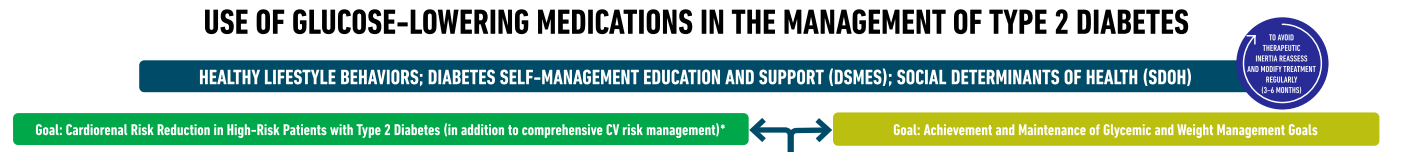 USE OF GLUCOSE-LOWERING MEDICATIONS IN THE MANAGEMENT OF TYPE 2 DIABETES
TO AVOID
THERAPEUTIC
INERTIA REASSESS
AND MODIFY TREATMENT
REGULARLY
(3-6 MONTHS)
HEALTHY LIFESTYLE BEHAVIORS; DIABETES SELF-MANAGEMENT EDUCATION AND SUPPORT (DSMES); SOCIAL DETERMINANTS OF HEALTH (SDOH)
Goal: Cardiorenal Risk Reduction in High-Risk Patients with Type 2 Diabetes (in addition to comprehensive CV risk management)*
Goal: Achievement and Maintenance of Glycemic and Weight Management Goals